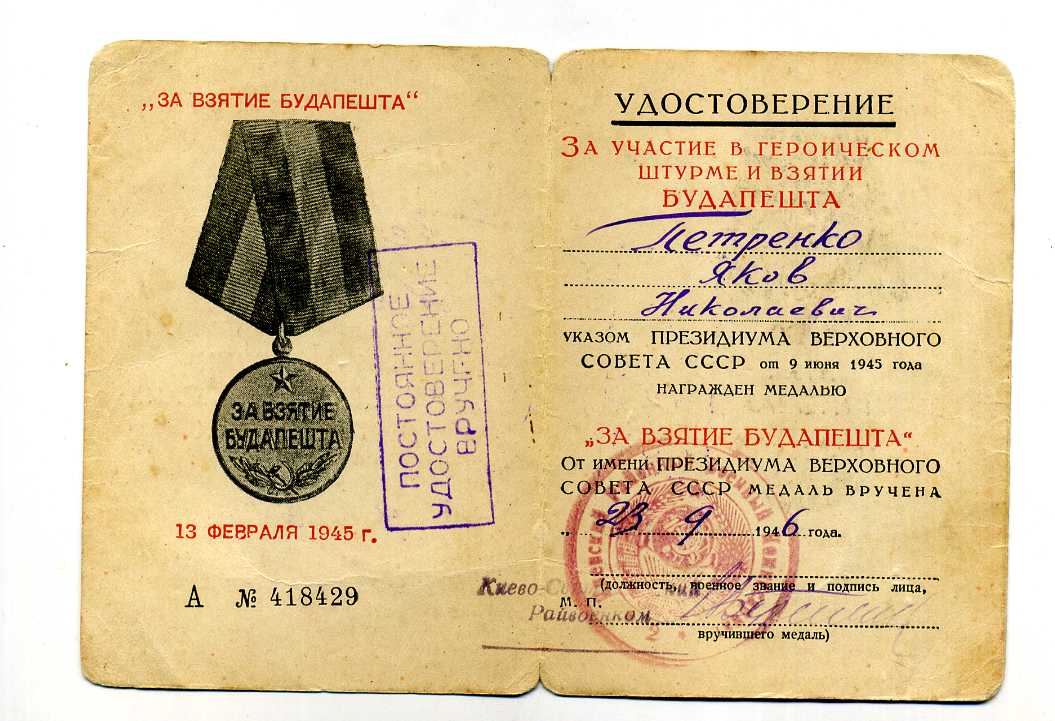 „ЗА ВЗЯТИЕ БУДАПЕШТА“
ЗА ВЗЯТИЕ
БУДАПЕШТА
13 ФЕВРАЛЯ 1945 г.
А № 418429
ПОСТОЯННОЕ
УДОСТОВЕРЕНИЕ
ВРУЧЕНО
УДОСТОВЕРЕНИЕ
ЗА УЧАСТИЕ В ГЕРОИЧЕСКОМ
ШТУРМЕ И ВЗЯТИИ
БУДАПЕШТА
Петренко
Яков
Николаевич
УКАЗОМ ПРЕЗИДИУМА ВЕРХОВНОГО
СОВЕТА СССР от 9 июня 1945 года
НАГРАЖДЕН МЕДАЛЬЮ
„ЗА ВЗЯТИЕ БУДАПЕШТА“
От имени ПРЕЗИДИУМА ВЕРХОВНОГО
СОВЕТА СССР МЕДАЛЬ ВРУЧЕНА
„ 23 9 1946 года.
(должность, военное звание и подпись лица,
М. П.
вручившего медаль)
Киево-
Райвоенком
2